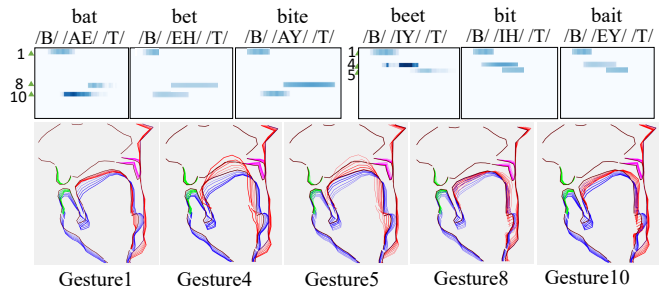 bat bet bite beet bit bait
/B/ /AE/ /T/ /B/ /EH/ /T/ /B/ /AY/ /T/ /B/ /IY/ /T/ /B/ /IH/ /T/ /B/ /EY/ /T/
1 1
4
5
8
10
Gesture1 Gesture4 Gesture5 Gesture8 Gesture10